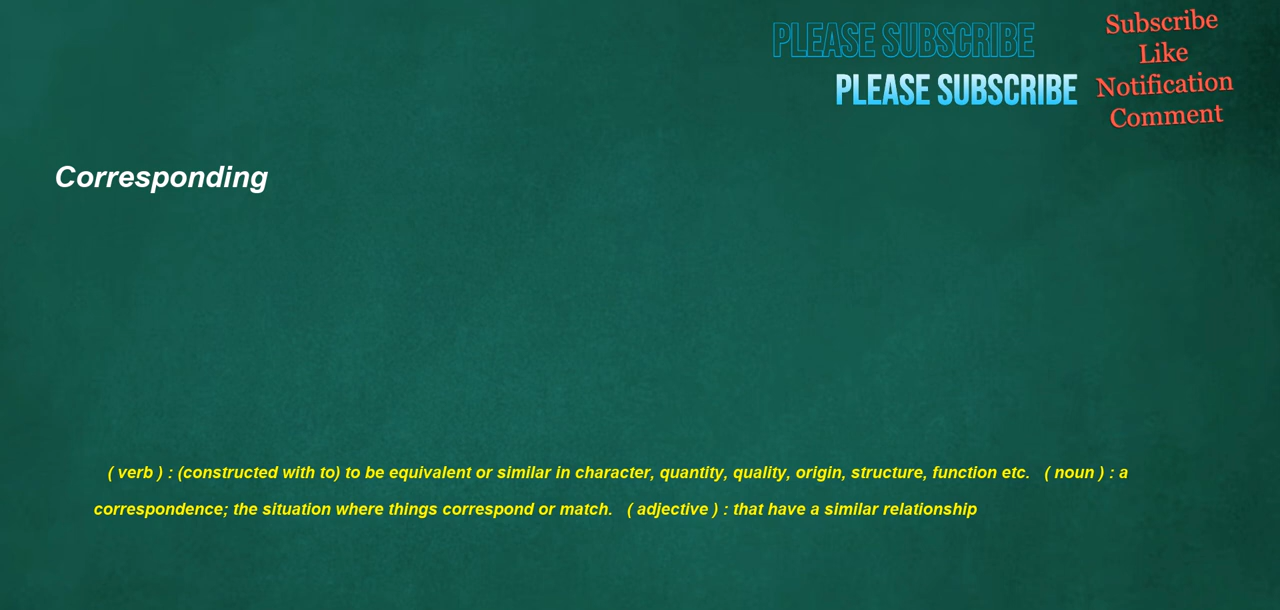 PLEASE SUBSCRIBE
PLEASE SUBSCRIBE
Subscribe
Like
Notification
Comment
Corresponding
( verb ) : (constructed with to) to be equivalent or similar in character, quantity, quality, origin, structure, function etc. ( noun ) : a
correspondence; the situation where things correspond or match. ( adjective ) : that have a similar relationship